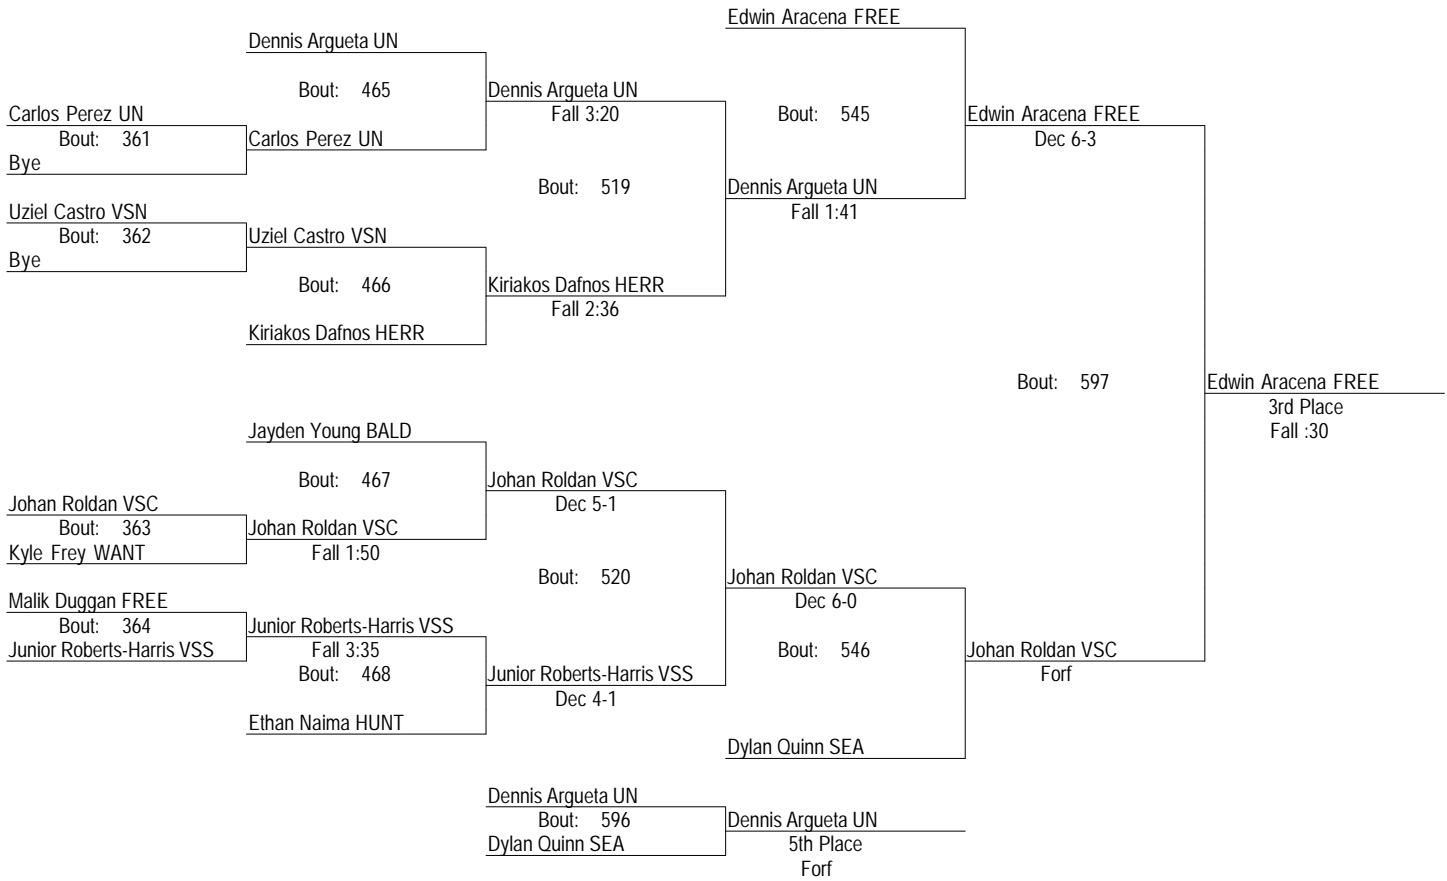 Edwin Aracena FREE
Dennis Argueta UN
Bout: 465
Dennis Argueta UN
Fall 3:20
Carlos Perez UN
Bout: 361
Bye
Carlos Perez UN
Bout: 545
Edwin Aracena FREE
Dec 6-3
Bout: 519
Dennis Argueta UN
Fall 1:41
Uziel Castro VSN
Bout: 362
Bye
Uziel Castro VSN
Bout: 466
Kiriakos Dafnos HERR
Fall 2:36
Kiriakos Dafnos HERR
Bout: 597
Edwin Aracena FREE
3rd Place
Fall :30
Jayden Young BALD
Bout: 467
Johan Roldan VSC
Dec 5-1
Johan Roldan VSC
Bout: 363
Kyle Frey WANT
Johan Roldan VSC
Fall 1:50
Bout: 520
Johan Roldan VSC
Dec 6-0
Malik Duggan FREE
Bout: 364
Junior Roberts-Harris VSS
Junior Roberts-Harris VSS
Fall 3:35
Bout: 468
Junior Roberts-Harris VSS
Dec 4-1
Bout: 546
Johan Roldan VSC
Forf
Ethan Naima HUNT
Dylan Quinn SEA
Dennis Argueta UN
Bout: 596
Dylan Quinn SEA
Dennis Argueta UN
5th Place
Forf